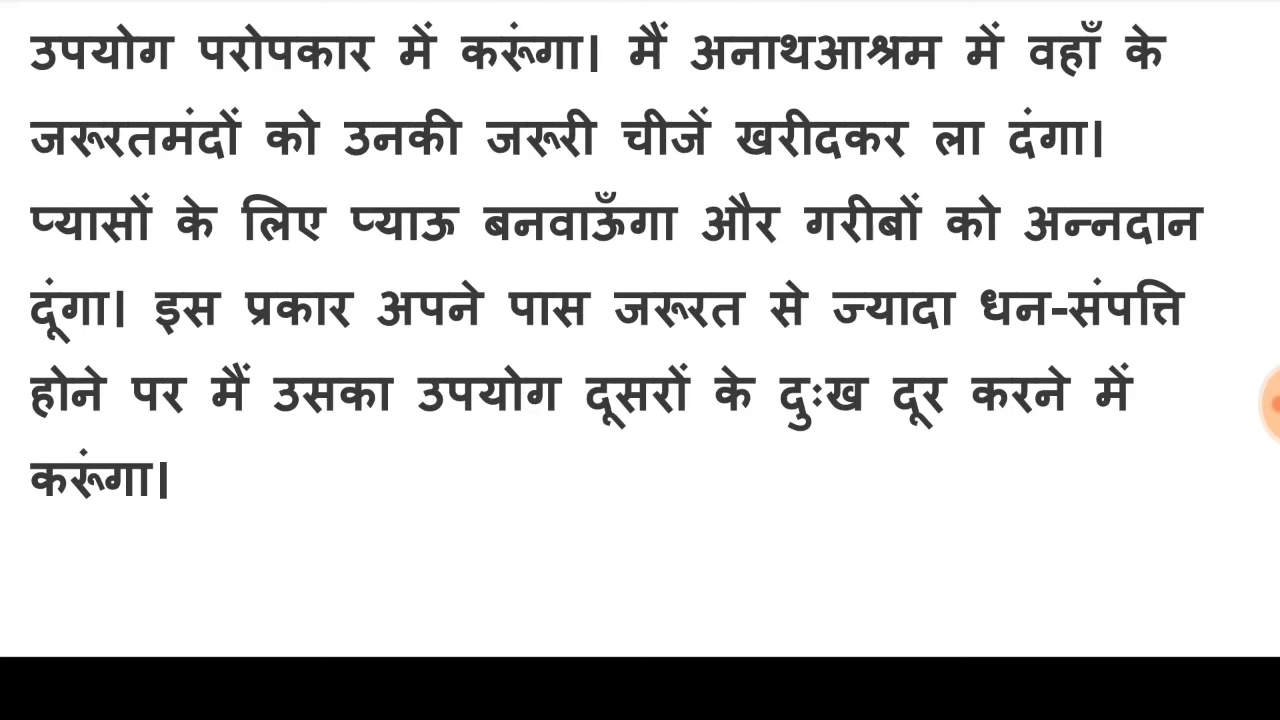 उपयोग परोपकार में करूंगा। मैं अनाथआश्रम में वहाँ के
जरूरतमंदों को उनकी जरूरी चीजें खरीदकर ला दंगा।
प्यासों के लिए प्याऊ बनवाऊँगा और गरीबों को अन्नदान
दूंगा। इस प्रकार अपने पास जरूरत से ज्यादा धन-संपत्ति
होने पर मैं उसका उपयोग दूसरों के दुःख दूर करने में
करूंगा।